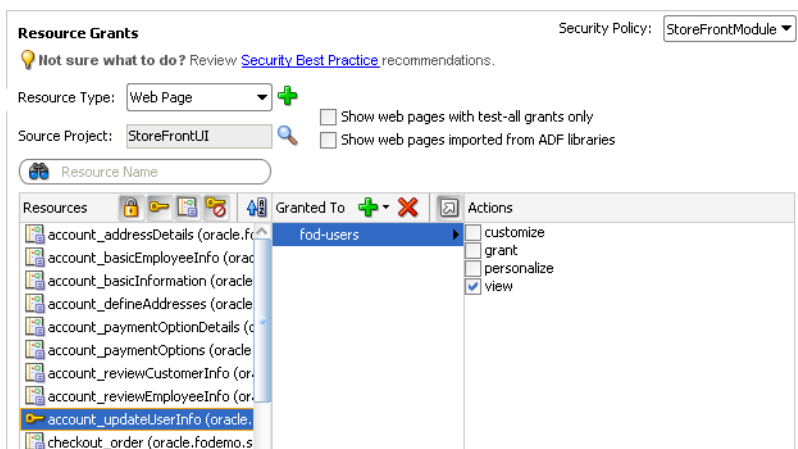 Resource Grants
Security Policy: StoreFrontModule
Not sure what to do? Review Security Best Practice recommendations.
Resource Type: Web Page
Show web pages with test-all grants only
Source Project: StoreFrontUI
Show web pages imported from ADF libraries
Resource Name
Resources
Granted To
Actions
account_addressDetails (oracle.fo
account_basicEmployeeInfo (orac
account_basicInformation (oracle
account_defineAddresses (oracle
account_paymentOptionDetails (o
account_paymentOptions (oracle
account_reviewCustomerInfo (or
account_reviewEmployeeInfo (or
account_updateUserInfo (oracle.
checkout_order (oracle.fodemo.s
fod-users
customize
grant
personalize
view